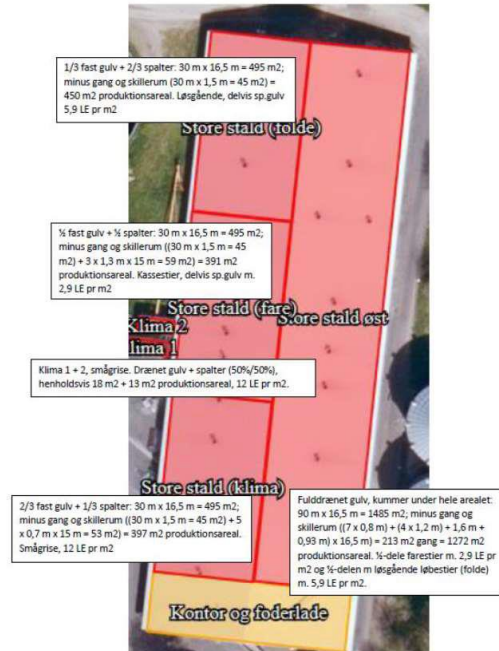 1/3 fast gulv + 2/3 spalter: 30 m x 16,5 m = 495 m2;
minus gang og skillerum (30 m x 1,5 m = 45 m2) =
450 m2 produktionsareal. Løsgående, delvis sp.gulv
5,9 LE pr m2
Store stald (folde)
½ fast gulv + ½ spalter: 30 m x 16,5 m = 495 m2;
minus gang og skillerum ((30 m x 1,5 m = 45
m2) + 3 x 1,3 m x 15 m = 59 m2) = 391 m2
produktionsareal. Kassestier, delvis sp.gulv m.
2,9 LE pr m2
Store stald (fare)
Store stald øst
Klima 2
lima 1
Klima 1 + 2, smågrise. Drænet gulv + spalter (50%/50%),
henholdsvis 18 m2 + 13 m2 produktionsareal, 12 LE pr m2.
Store stald (klima)
2/3 fast gulv + 1/3 spalter: 30 m x 16,5 m = 495 m2;
minus gang og skillerum ((30 m x 1,5 m = 45 m2) + 5
x 0,7 m x 15 m = 53 m2) = 397 m2 produktionsareal.
Smågrise, 12 LE pr m2
Fulddrænet gulv, kummer under hele arealet:
90 m x 16,5 m = 1485 m2; minus gang og
skillerum ((7 x 0,8 m) + (4 x 1,2 m) + 1,6 m +
0,93 m) x 16,5 m) = 213 m2 gang = 1272 m2
produktionsareal. ½-dele farestier m. 2,9 LE pr
m2 og ½-delen m løsgående løbestier (folde)
m. 5,9 LE pr m2.
Kontor og foderlade